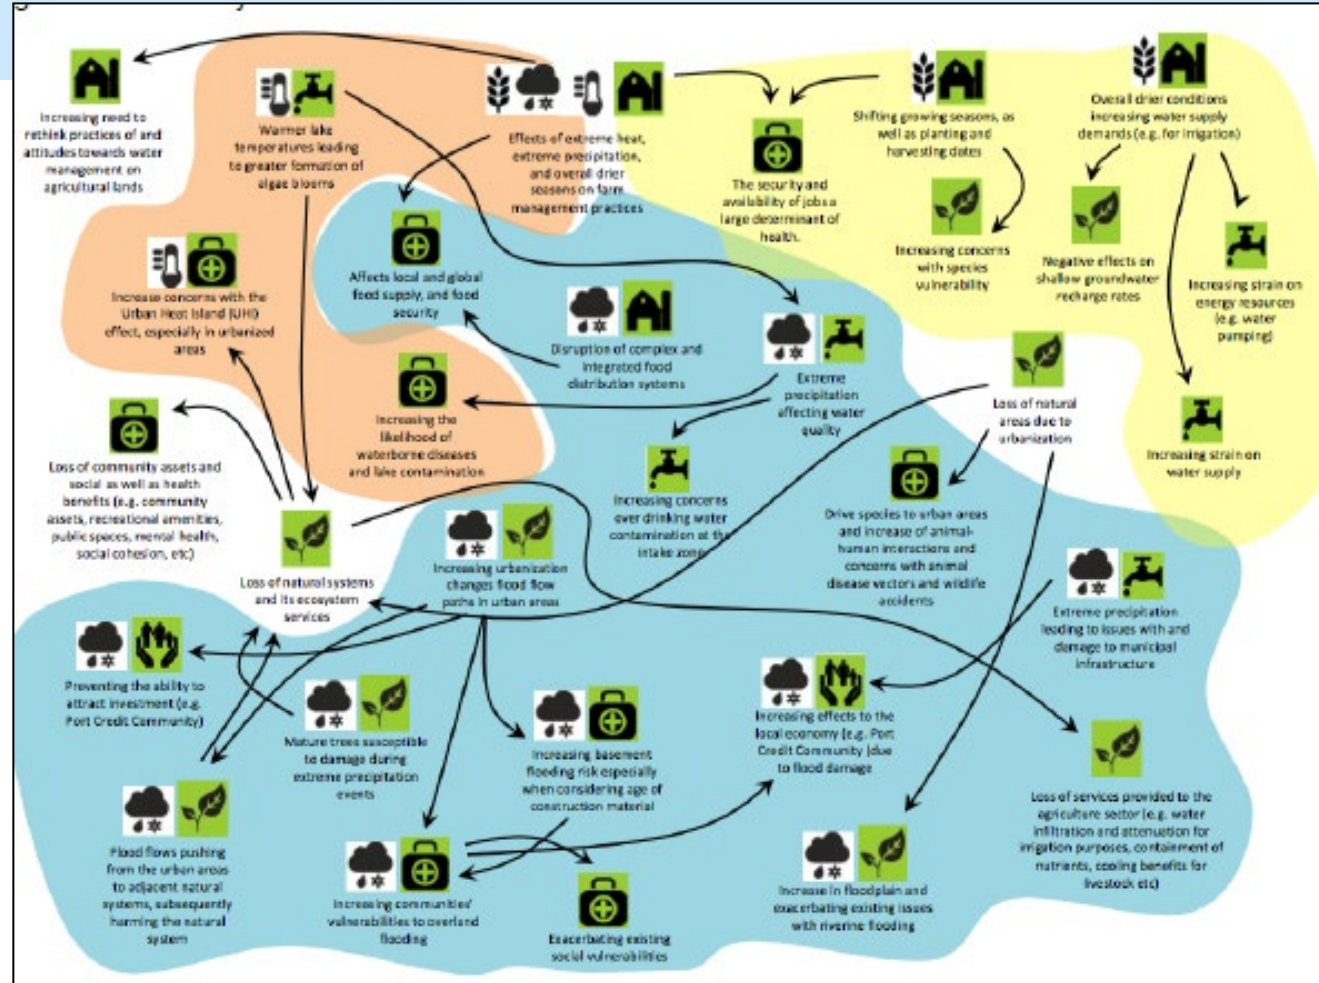 Increasing need to
rethink practices of and
attitudes towards water
management on
agricultural lands
Warmer lake
temperatures leading
to greater formation of
algae blooms
Effects of extreme heat,
extreme precipitation,
and overall drier
seasons on farm
management practices
The security and
availability of jobs a
large determinant of
health.
Shifting growing seasons, as
well as planting and
harvesting dates
Overall drier conditions
increasing water supply
demands (e.g. for irrigation)
Increasing concerns
with species
vulnerability
Negative effects on
shallow groundwater
recharge rates
Increasing strain on
energy resources
(e.g. water
pumping)
Increase concerns with the
Urban Heat Island (UHI)
effect, especially in urbanized
areas
Affects local and global
food supply, and food
security
Disruption of complex and
integrated food
distribution systems
Extreme
precipitation
affecting water
quality
Loss of natural
areas due to
urbanization
Increasing strain on
water supply
Loss of community assets and
social as well as health
benefits (e.g. community
assets, recreational amenities,
public spaces, mental health,
social cohesion, etc)
Increasing the
likelihood of
waterborne diseases
and lake contamination
Increasing concerns
over drinking water
contamination at the
intake zone
Drive species to urban areas
and increase of animal-
human interactions and
concerns with animal
disease vectors and wildlife
accidents
Loss of natural systems
and its ecosystem
services
Increasing urbanization
changes flood flow
paths in urban areas
Extreme precipitation
leading to issues with and
damage to municipal
infrastructure
Preventing the ability to
attract investment (e.g.
Port Credit Community)
Mature trees susceptible
to damage during
extreme precipitation
events
Increasing basement
flooding risk especially
when considering age of
construction material
Increasing effects to the
local economy (e.g. Port
Credit Community (due
to flood damage
Loss of services provided to the
agriculture sector (e.g. water
infiltration and attenuation for
irrigation purposes, containment of
nutrients, cooling benefits for
livestock etc)
Flood flows pushing
from the urban areas
to adjacent natural
systems, subsequently
harming the natural
system
Increasing communities'
vulnerabilities to overland
flooding
Exacerbating existing
social vulnerabilities
Increase in floodplain and
exacerbating existing issues
with riverine flooding